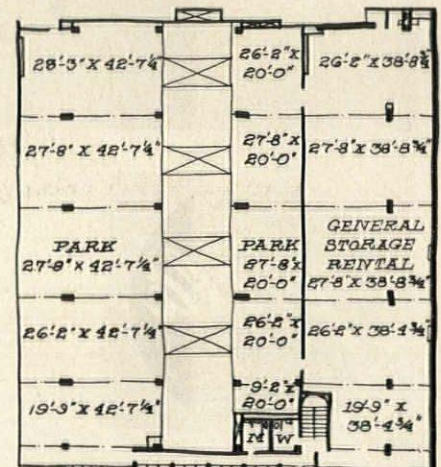 28'-3" X 42'-7¼"
26'-2" X
20'-0"
26'-2" X 38'-8¾"
27'-8" X 42'-7¼"
27'-8" X
20'-0"
27'-8" X 38'-8¾"
PARK
27'-8" X 42'-7¼"
PARK
27'-8" X
20'-0"
GENERAL
STORAGE
RENTAL
27'-8" X 38'-8¾"
26'-2" X 42'-7¼"
26'-2" X
20'-0"
26'-2" X 38'-4¾"
19'-9" X 42'-7¼"
9'-2" X
20'-0"
19'-9" X
38'-4¾"
M W